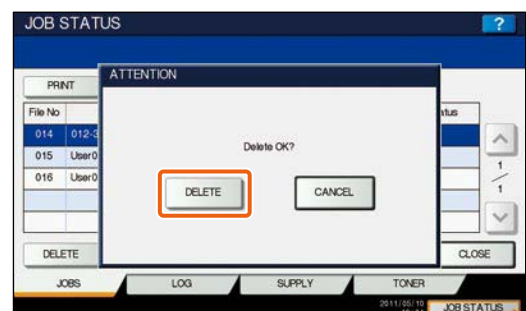 JOB STATUS ?
ATTENTION
PRINT
File No
014 012-3
015 User0
016 User0
Delete OK?
DELETE CANCEL
1
1
DELETE CLOSE
JOBS LOG SUPPLY TONER
2011/05/10
JOB STATUS